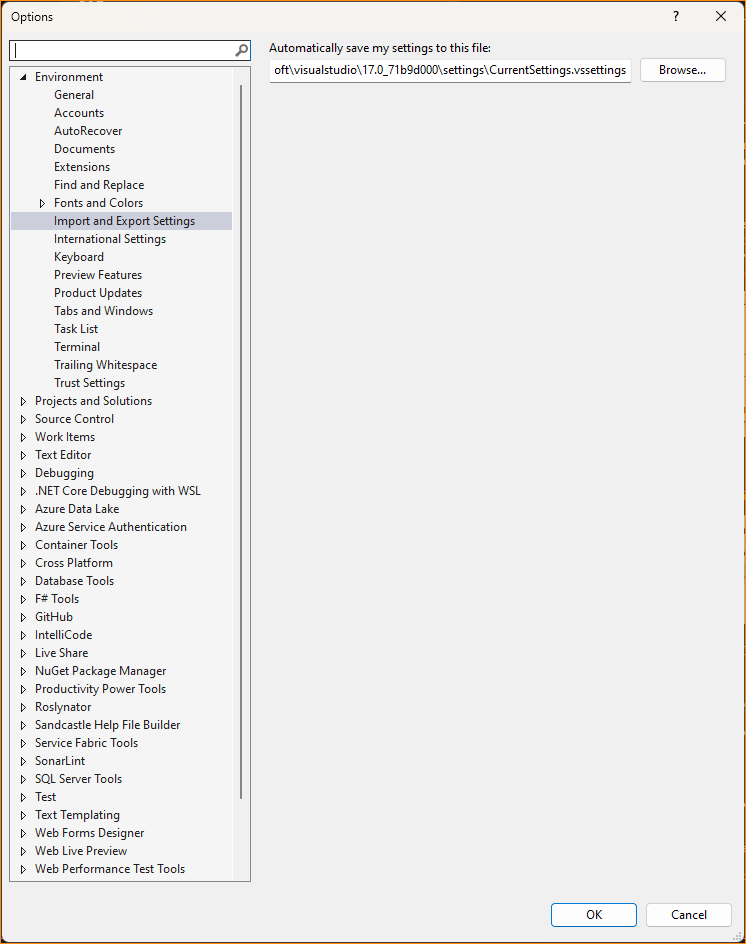 Options
?
Automatically save my settings to this file:
oft\visualstudio\17.0_71b9d000\settings\CurrentSettings.vssettings
Browse...
Environment
General
Accounts
AutoRecover
Documents
Extensions
Find and Replace
Fonts and Colors
Import and Export Settings
International Settings
Keyboard
Preview Features
Product Updates
Tabs and Windows
Task List
Terminal
Trailing Whitespace
Trust Settings
Projects and Solutions
Source Control
Work Items
Text Editor
Debugging
.NET Core Debugging with WSL
Azure Data Lake
Azure Service Authentication
Container Tools
Cross Platform
Database Tools
F# Tools
GitHub
IntelliCode
Live Share
NuGet Package Manager
Productivity Power Tools
Roslynator
Sandcastle Help File Builder
Service Fabric Tools
SonarLint
SQL Server Tools
Test
Text Templating
Web Forms Designer
Web Live Preview
Web Performance Test Tools
OK
Cancel